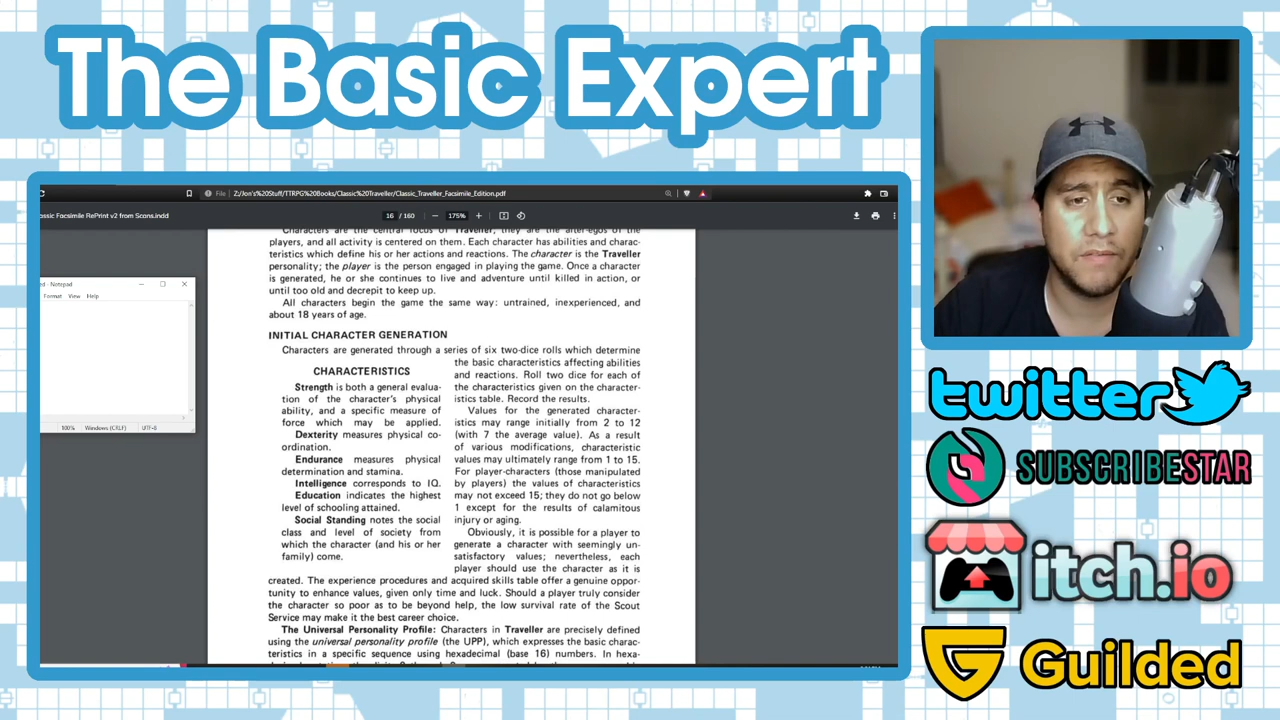 The Basic Expert
File Z:/Jon's%20Stuff/TTRPG%20Books/Classic%20Traveller/Classic_Traveller_Facsimile_Edition.pdf
assic Facsimile RePrint v2 from Scans.indd
16 / 160
175%
Characters are the central focus of Traveller; they are the alter-egos of the
players, and all activity is centered on them. Each character has abilities and charac-
teristics which define his or her actions and reactions. The character is the Traveller
personality; the player is the person engaged in playing the game. Once a character
is generated, he or she continues to live and adventure until killed in action, or
until too old and decrepit to keep up.
All characters begin the game the same way: untrained, inexperienced, and
about 18 years of age.
INITIAL CHARACTER GENERATION
Characters are generated through a series of six two-dice rolls which determine
CHARACTERISTICS
Strength is both a general evalua-
tion of the character's physical
ability, and a specific measure of
force which may be applied.
Dexterity measures physical co-
ordination.
Endurance measures physical
determination and stamina.
Intelligence corresponds to IQ.
Education indicates the highest
level of schooling attained.
Social Standing notes the social
class and level of society from
which the character (and his or her
family) come.
the basic characteristics affecting abilities
and reactions. Roll two dice for each of
the characteristics given on the character-
istics table. Record the results.
Values for the generated character-
istics may range initially from 2 to 12
(with 7 the average value). As a result
of various modifications, characteristic
values may ultimately range from 1 to 15.
For player-characters (those manipulated
by players) the values of characteristics
may not exceed 15; they do not go below
1 except for the results of calamitous
injury or aging.
Obviously, it is possible for a player to
generate a character with seemingly un-
satisfactory values; nevertheless, each
player should use the character as it is
created. The experience procedures and acquired skills table offer a genuine oppor-
tunity to enhance values, given only time and luck. Should a player truly consider
the character so poor as to be beyond help, the low survival rate of the Scout
Service may make it the best career choice.
The Universal Personality Profile: Characters in Traveller are precisely defined
using the universal personality profile (the UPP), which expresses the basic charac-
teristics in a specific sequence using hexadecimal (base 16) numbers. In hexa-
ed - Notepad
Format View Help
100% Windows (CRLF) UTF-8
twitter
SUBSCRIBESTAR
itch.io
Guilded